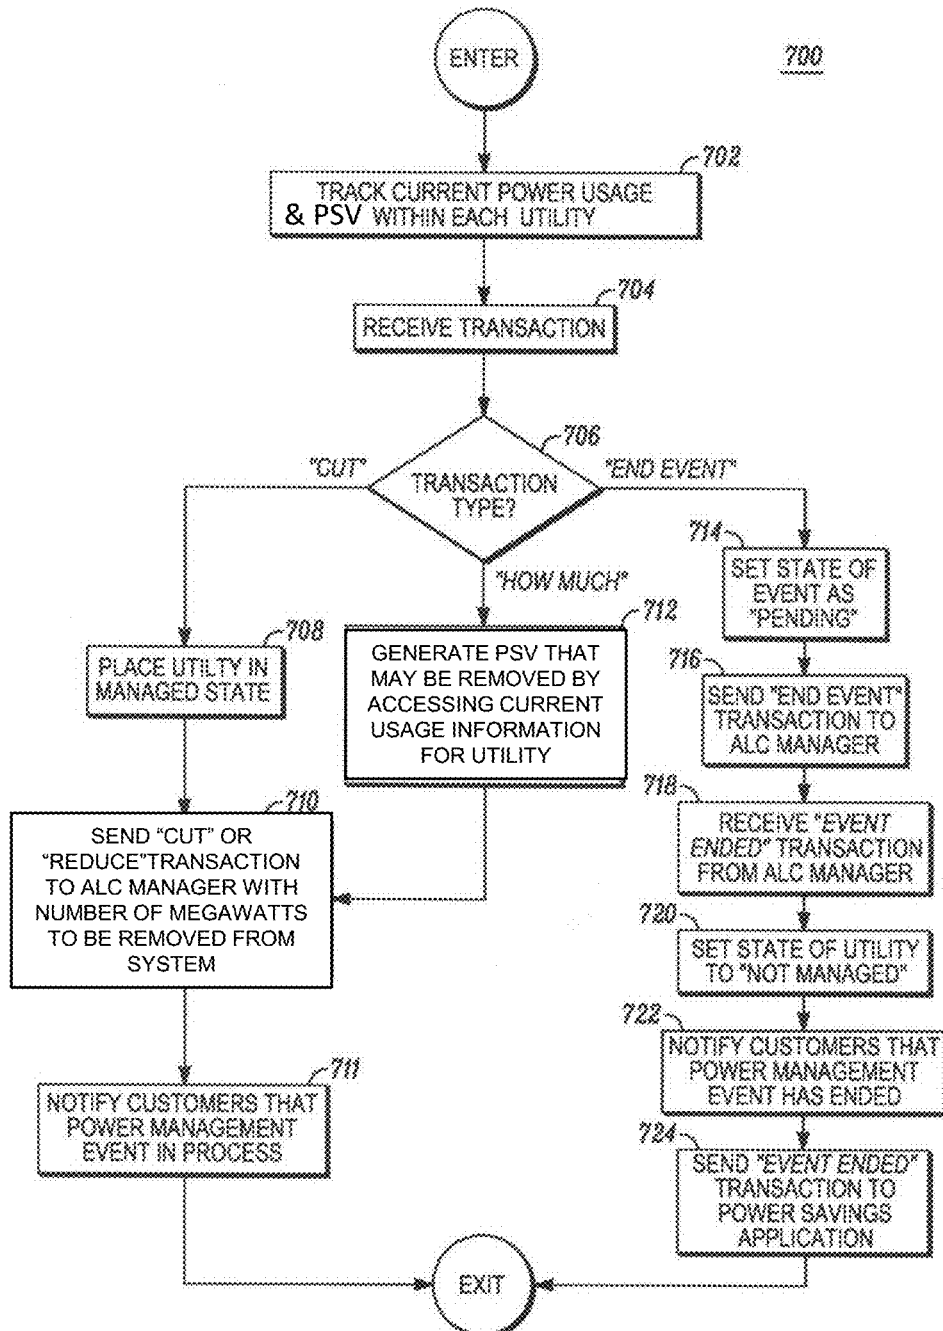 ENTER
700
702
TRACK CURRENT POWER USAGE
& PSV WITHIN EACH UTILITY
704
RECEIVE TRANSACTION
706
"CUT"
TRANSACTION
TYPE?
"END EVENT"
"HOW MUCH"
708
PLACE UTILTY IN
MANAGED STATE
712
GENERATE PSV THAT
MAY BE REMOVED BY
ACCESSING CURRENT
USAGE INFORMATION
FOR UTILITY
710
SEND "CUT" OR
"REDUCE"TRANSACTION
TO ALC MANAGER WITH
NUMBER OF MEGAWATTS
TO BE REMOVED FROM
SYSTEM
711
NOTIFY CUSTOMERS THAT
POWER MANAGEMENT
EVENT IN PROCESS
714
SET STATE OF
EVENT AS
"PENDING"
716
SEND "END EVENT"
TRANSACTION TO
ALC MANAGER
718
RECEIVE "EVENT
ENDED" TRANSACTION
FROM ALC MANAGER
720
SET STATE OF UTILITY
TO "NOT MANAGED"
722
NOTIFY CUSTOMERS THAT
POWER MANAGEMENT
EVENT HAS ENDED
724
SEND "EVENT ENDED"
TRANSACTION TO
POWER SAVINGS
APPLICATION
EXIT